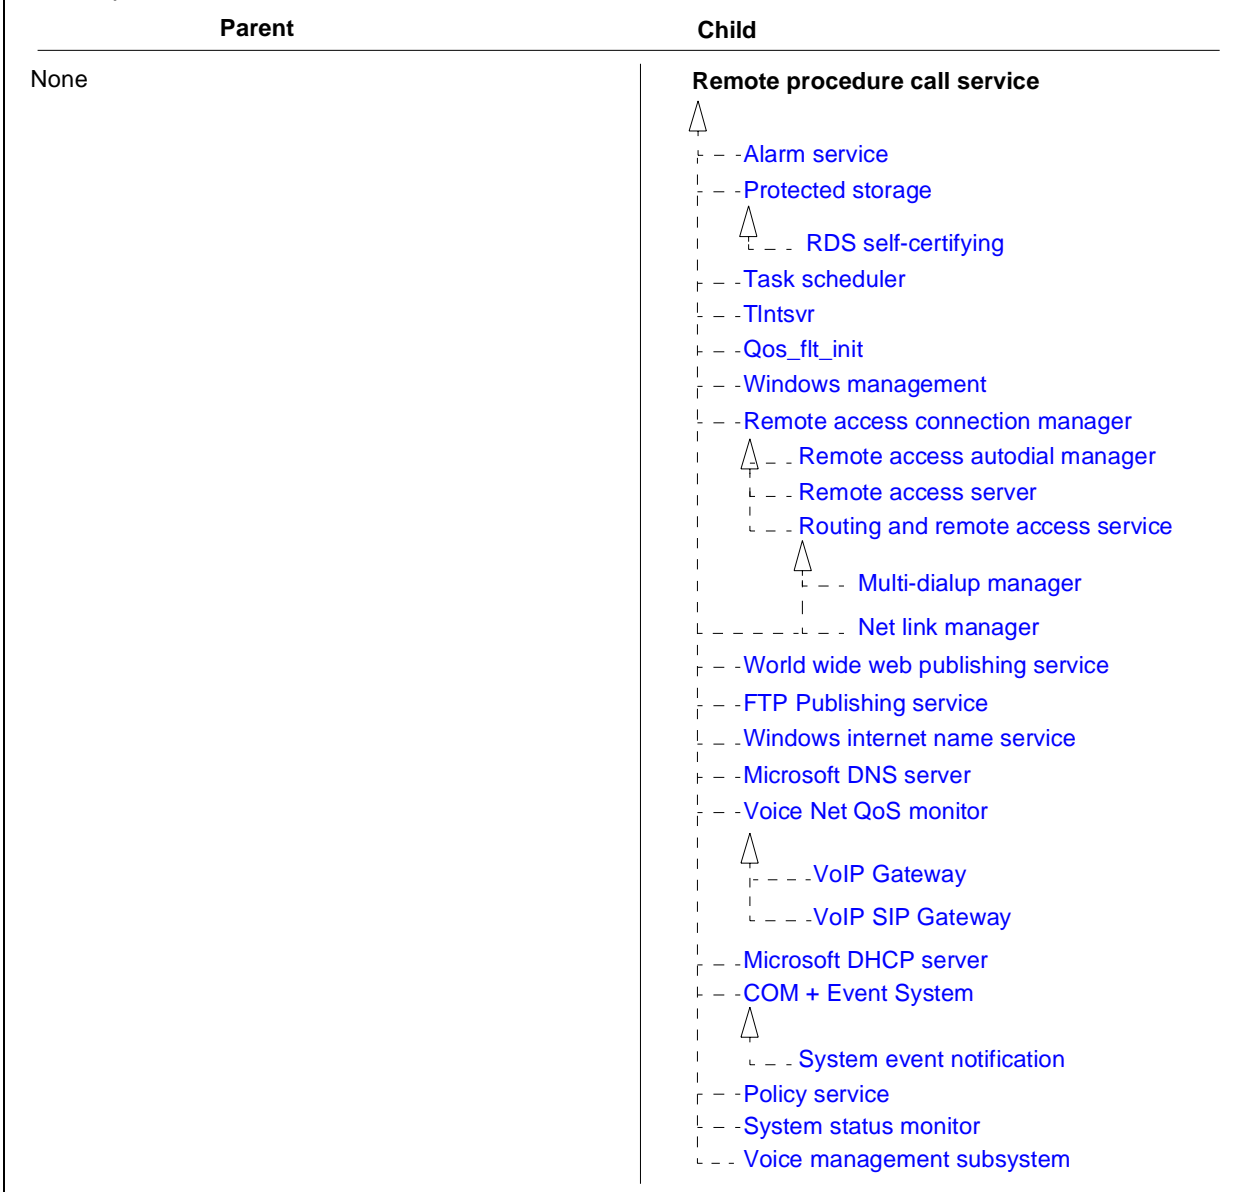 Parent Child
None Remote procedure call service
Alarm service
Protected storage
RDS self-certifying
Task scheduler
TIntsvr
Qos_flt_init
Windows management
Remote access connection manager
Remote access autodial manager
Remote access server
Routing and remote access service
Multi-dialup manager
Net link manager
World wide web publishing service
FTP Publishing service
Windows internet name service
Microsoft DNS server
Voice Net QoS monitor
VoIP Gateway
VoIP SIP Gateway
Microsoft DHCP server
COM + Event System
System event notification
Policy service
System status monitor
Voice management subsystem